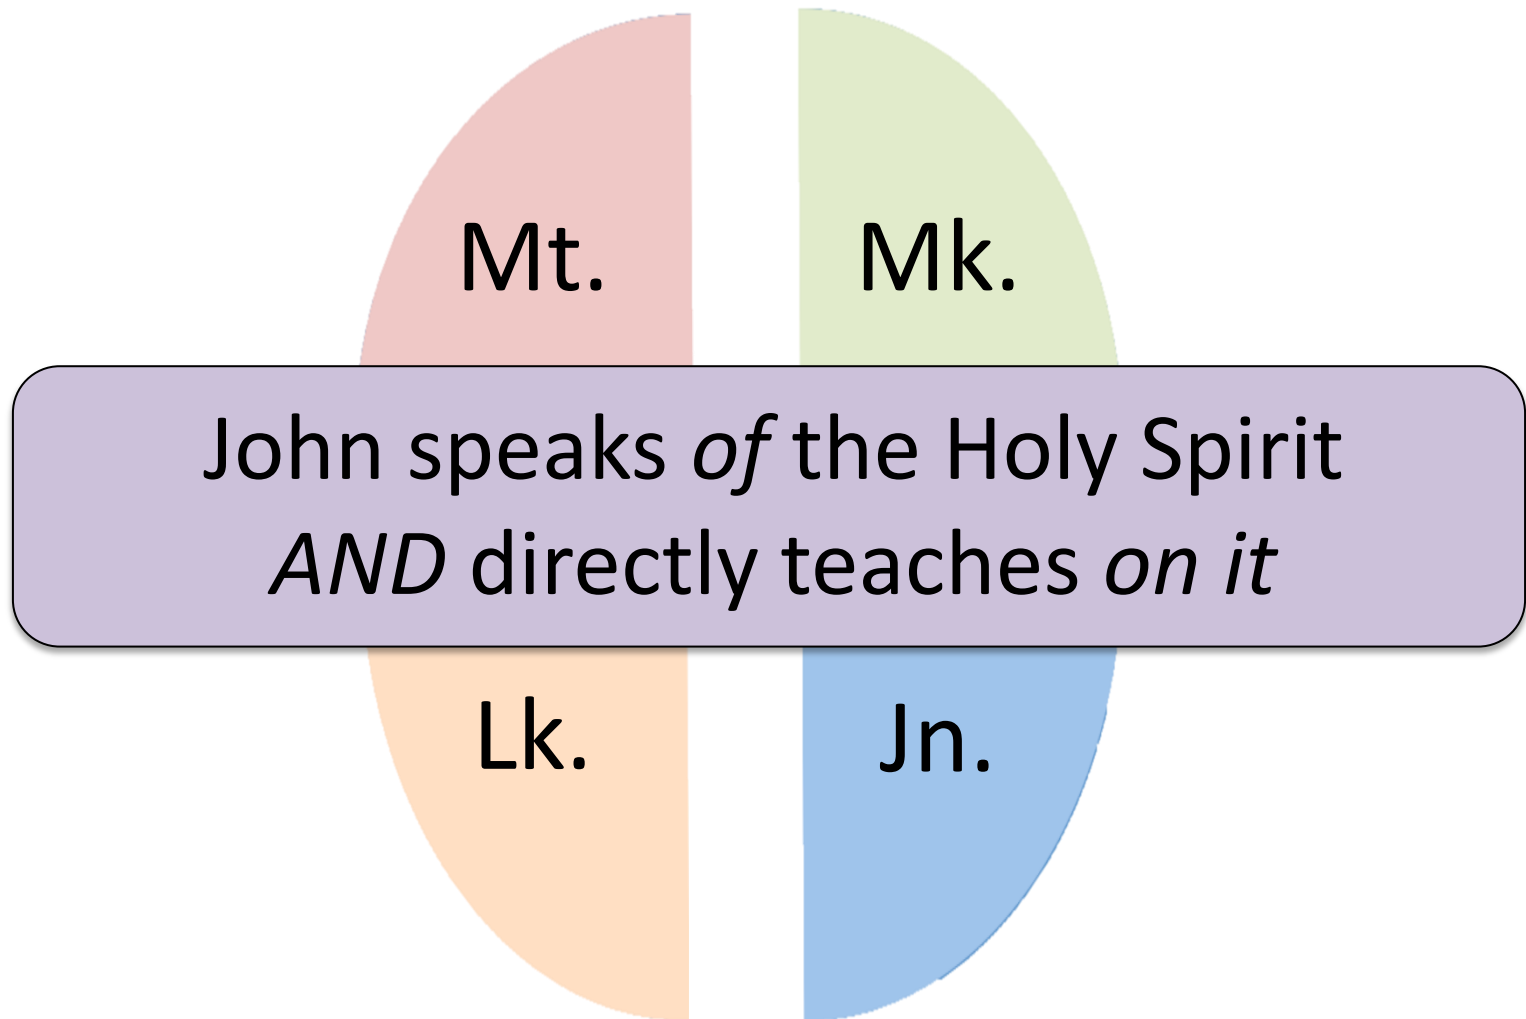 Mt.
Mk.
John speaks of the Holy Spirit
AND directly teaches on it
Lk.
Jn.